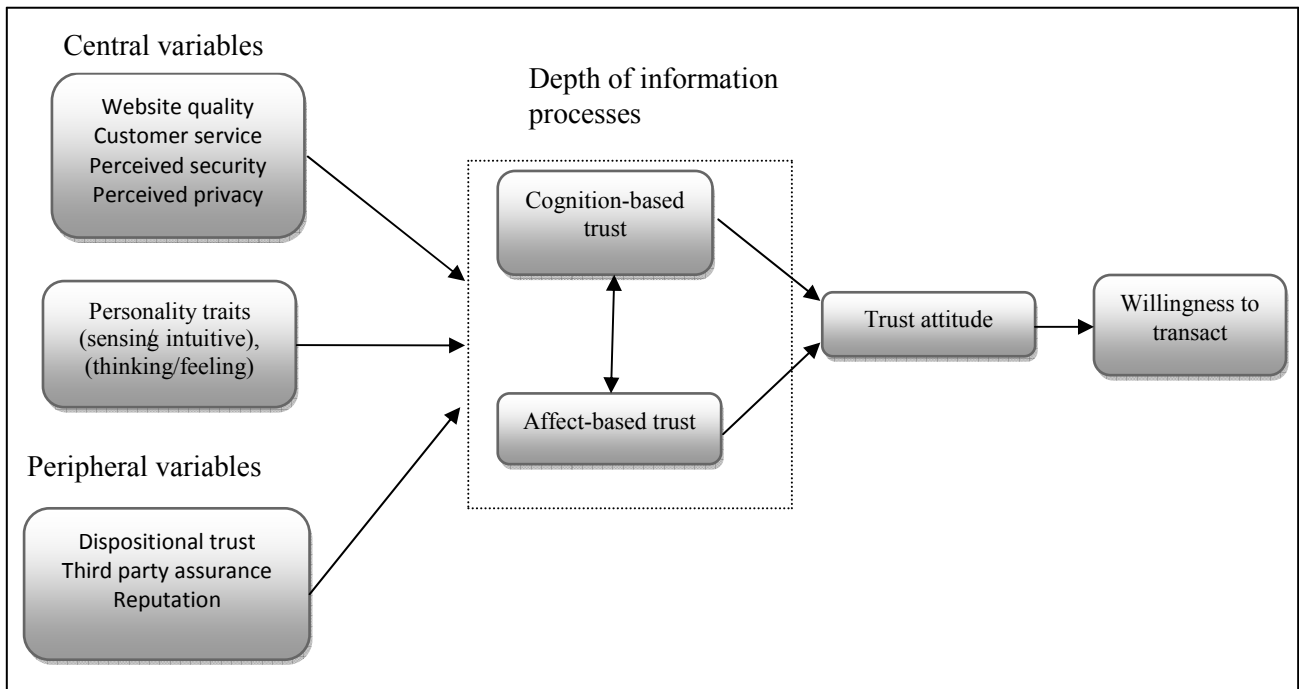 Central variables
Website quality
Customer service
Perceived security
Perceived privacy
Personality traits
(sensing/ intuitive),
(thinking/feeling)
Peripheral variables
Dispositional trust
Third party assurance
Reputation
Depth of information
processes
Cognition-based
trust
Affect-based trust
Trust attitude
Willingness to
transact